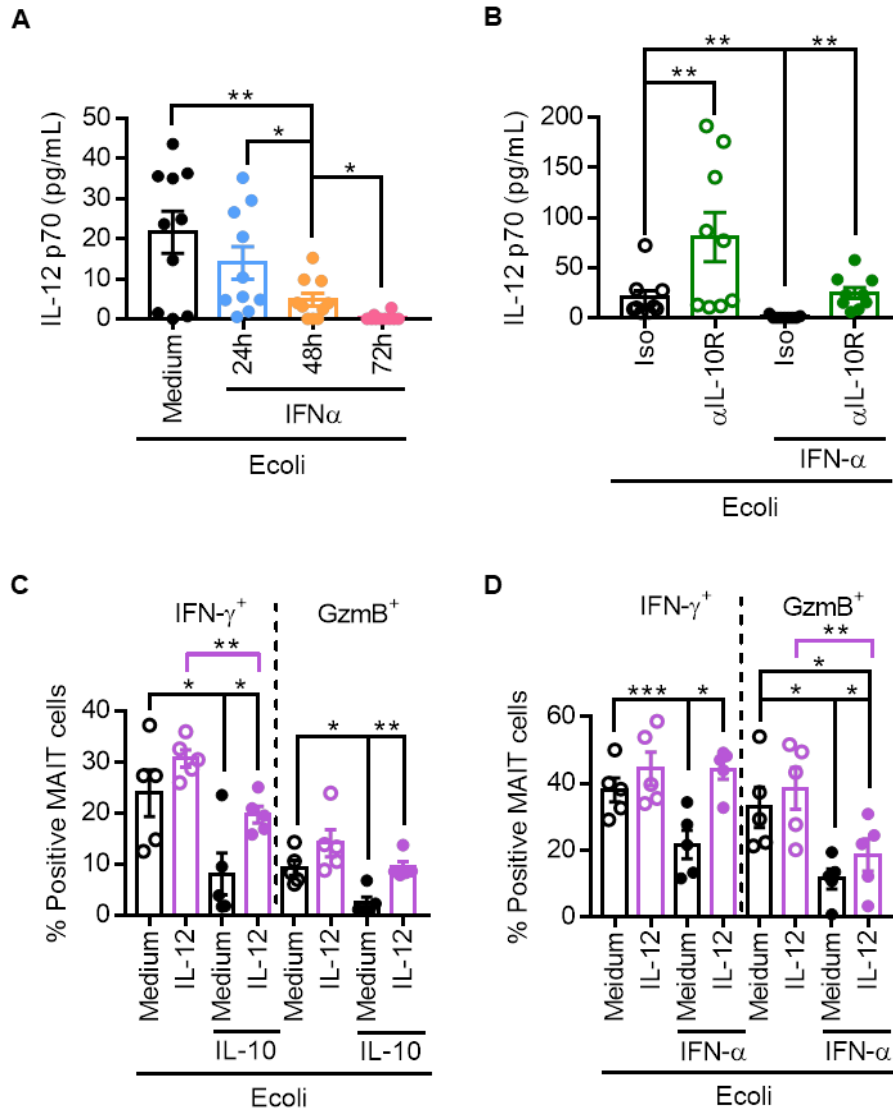 A
IL-12 p70 (pg/mL)
50
40
30
20
10
0
**
*
*
Medium
24h
48h
72h
IFNα
Ecoli
B
IL-12 p70 (pg/mL)
200
150
100
50
0
**
**
**
Iso
αIL-10R
Iso
αIL-10R
IFN-α
Ecoli
C
IFN-γ+
GzmB+
% Positive MAIT cells
40
30
20
10
0
**
*
*
*
**
Medium
IL-12
Medium
IL-12
Medium
IL-12
Medium
IL-12
IL-10
IL-10
Ecoli
D
IFN-γ+
GzmB+
% Positive MAIT cells
60
40
20
0
**
*
***
*
*
*
Meidum
IL-12
Meidum
IL-12
Meidum
IL-12
Meidum
IL-12
IFN-α
IFN-α
Ecoli